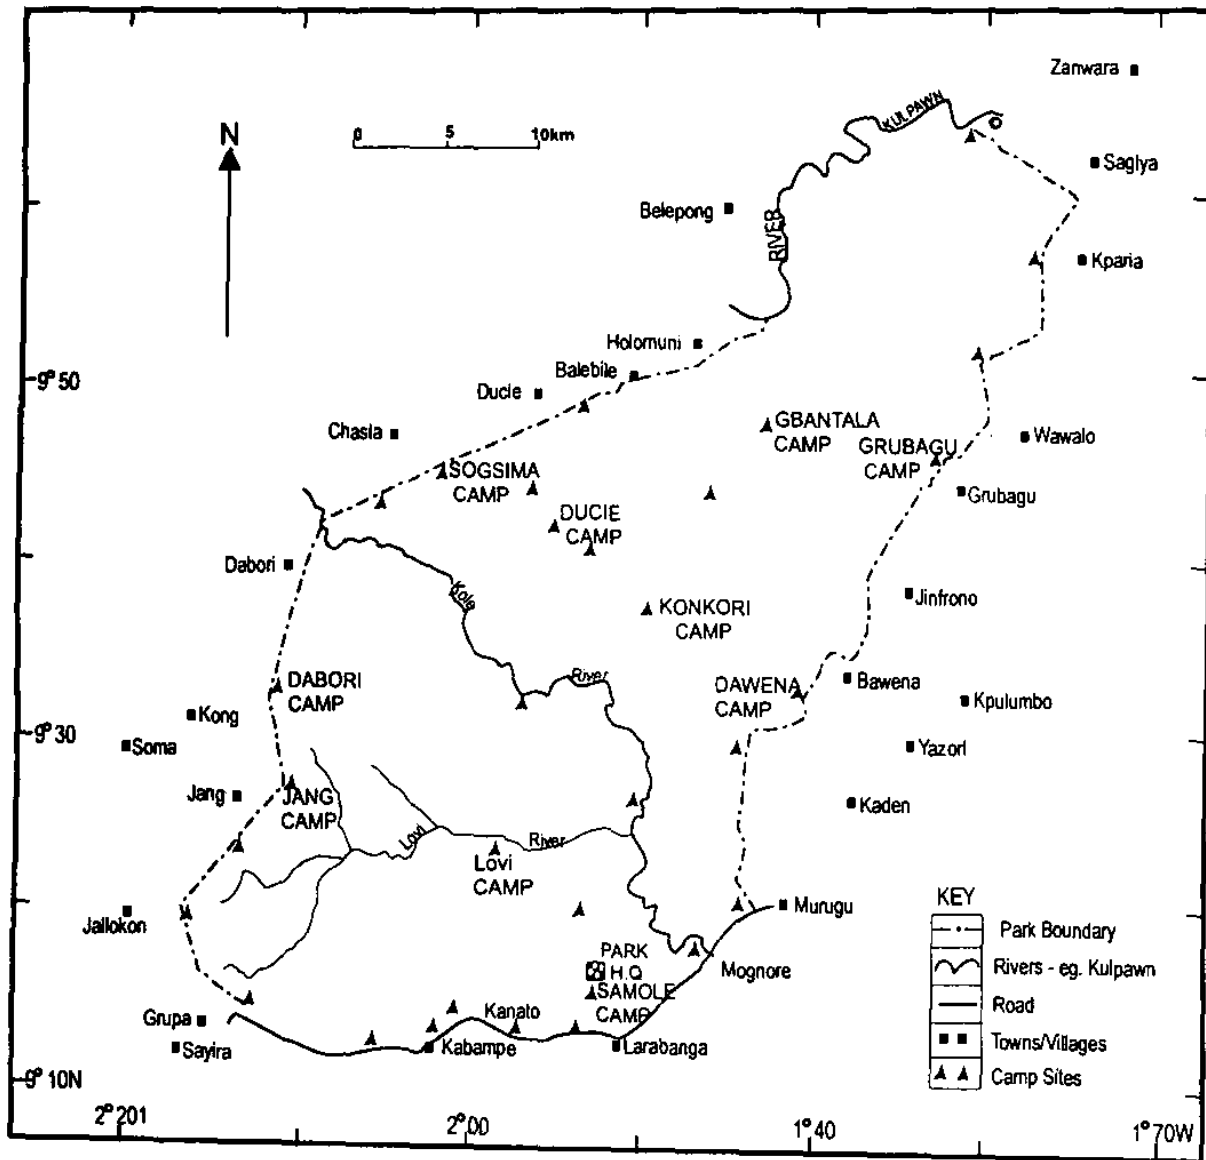 Zanwara
KULPAWN
N
0 5 10km
Saglya
Belepong
RIVER
Kparia
Holomuni
Balebile
9°50
Ducie
GBANTALA
CAMP
Chasia
GRUBAGU
CAMP
Wawalo
SOGSIMA
CAMP
Grubagu
DUCIE
CAMP
Dabori
Kole
Jinfrono
KONKORI
CAMP
River
DABORI
CAMP
DAWENA
CAMP
Bawena
Kpulumbo
Kong
9°30
Soma
Yazori
Jang
JANG
CAMP
Kaden
Lovi
River
Lovi
CAMP
KEY
Jallokon
Murugu
Park Boundary
PARK
H.Q
Mognore
Rivers - eg. Kulpawn
SAMOLE
CAMP
Kanato
Road
Grupa
Sayira
Kabampe
Larabanga
Towns/Villages
Camp Sites
9°10N
2°201
2°00
1°40
1°70W